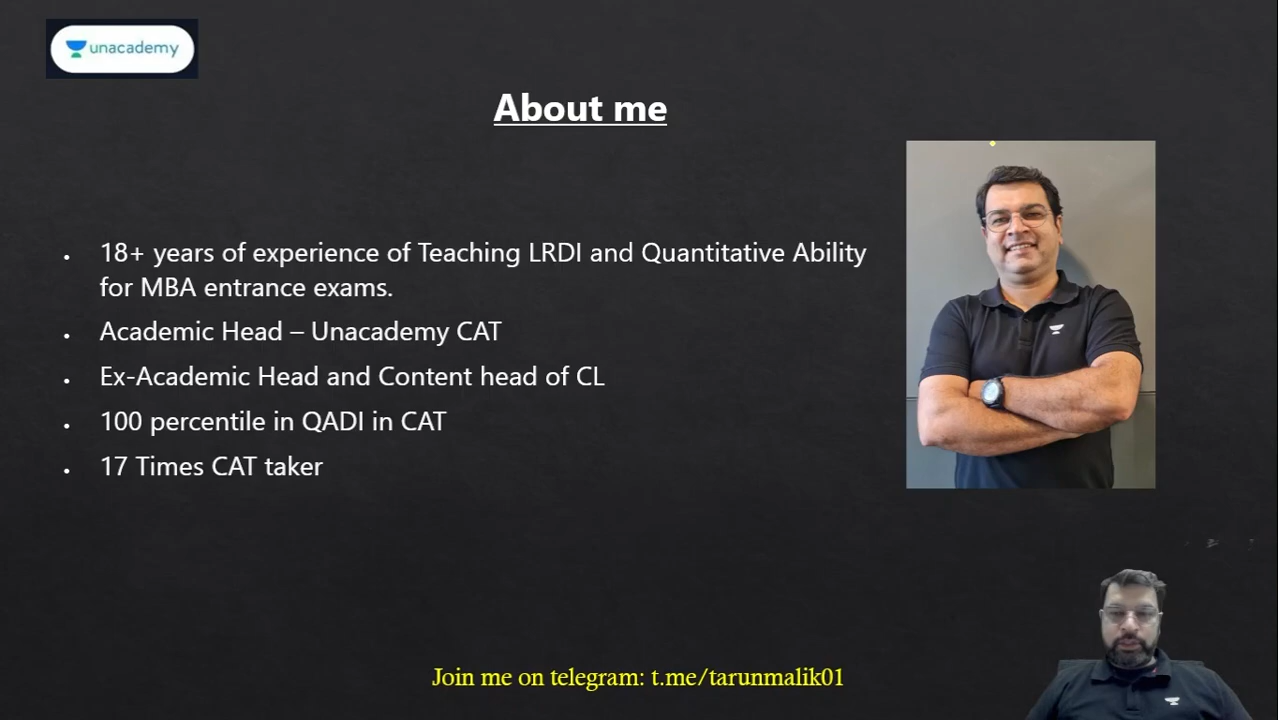 unacademy
About me
18+ years of experience of Teaching LRDI and Quantitative Ability
for MBA entrance exams.
Academic Head – Unacademy CAT
Ex-Academic Head and Content head of CL
100 percentile in QADI in CAT
17 Times CAT taker
Join me on telegram: t.me/tarunmalik01